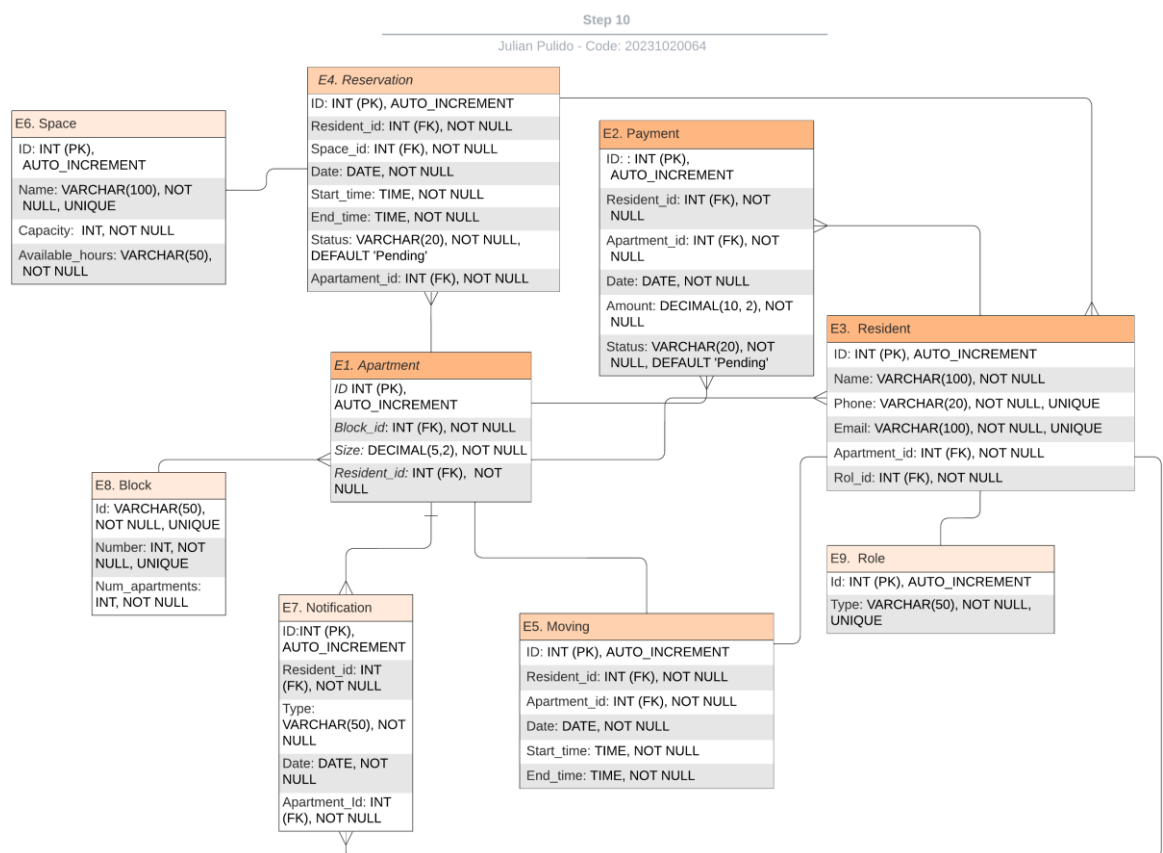 Step 10
Julian Pulido - Code: 20231020064
E4. Reservation
ID: INT (PK), AUTO_INCREMENT
Resident_id: INT (FK), NOT NULL
Space_id: INT (FK), NOT NULL
Date: DATE, NOT NULL
Start_time: TIME, NOT NULL
End_time: TIME, NOT NULL
Status: VARCHAR(20), NOT NULL,
DEFAULT 'Pending'
Apartament_id: INT (FK), NOT NULL
E6. Space
ID: INT (PK),
AUTO_INCREMENT
Name: VARCHAR(100), NOT
NULL, UNIQUE
Capacity: INT, NOT NULL
Available_hours: VARCHAR(50),
NOT NULL
E2. Payment
ID: : INT (PK),
AUTO_INCREMENT
Resident_id: INT (FK), NOT
NULL
Apartment_id: INT (FK), NOT
NULL
Date: DATE, NOT NULL
Amount: DECIMAL(10, 2), NOT
NULL
Status: VARCHAR(20), NOT
NULL, DEFAULT 'Pending'
E3. Resident
ID: INT (PK), AUTO_INCREMENT
Name: VARCHAR(100), NOT NULL
Phone: VARCHAR(20), NOT NULL, UNIQUE
Email: VARCHAR(100), NOT NULL, UNIQUE
Apartment_id: INT (FK), NOT NULL
Rol_id: INT (FK), NOT NULL
E1. Apartment
ID INT (PK),
AUTO_INCREMENT
Block_id: INT (FK), NOT NULL
Size: DECIMAL(5,2), NOT NULL
Resident_id: INT (FK), NOT
NULL
E8. Block
Id: VARCHAR(50),
NOT NULL, UNIQUE
Number: INT, NOT
NULL, UNIQUE
Num_apartments:
INT, NOT NULL
E9. Role
Id: INT (PK), AUTO_INCREMENT
Type: VARCHAR(50), NOT NULL,
UNIQUE
E7. Notification
ID:INT (PK),
AUTO_INCREMENT
Resident_id: INT
(FK), NOT NULL
Type:
VARCHAR(50), NOT
NULL
Date: DATE, NOT
NULL
Apartment_Id: INT
(FK), NOT NULL
E5. Moving
ID: INT (PK), AUTO_INCREMENT
Resident_id: INT (FK), NOT NULL
Apartment_id: INT (FK), NOT NULL
Date: DATE, NOT NULL
Start_time: TIME, NOT NULL
End_time: TIME, NOT NULL